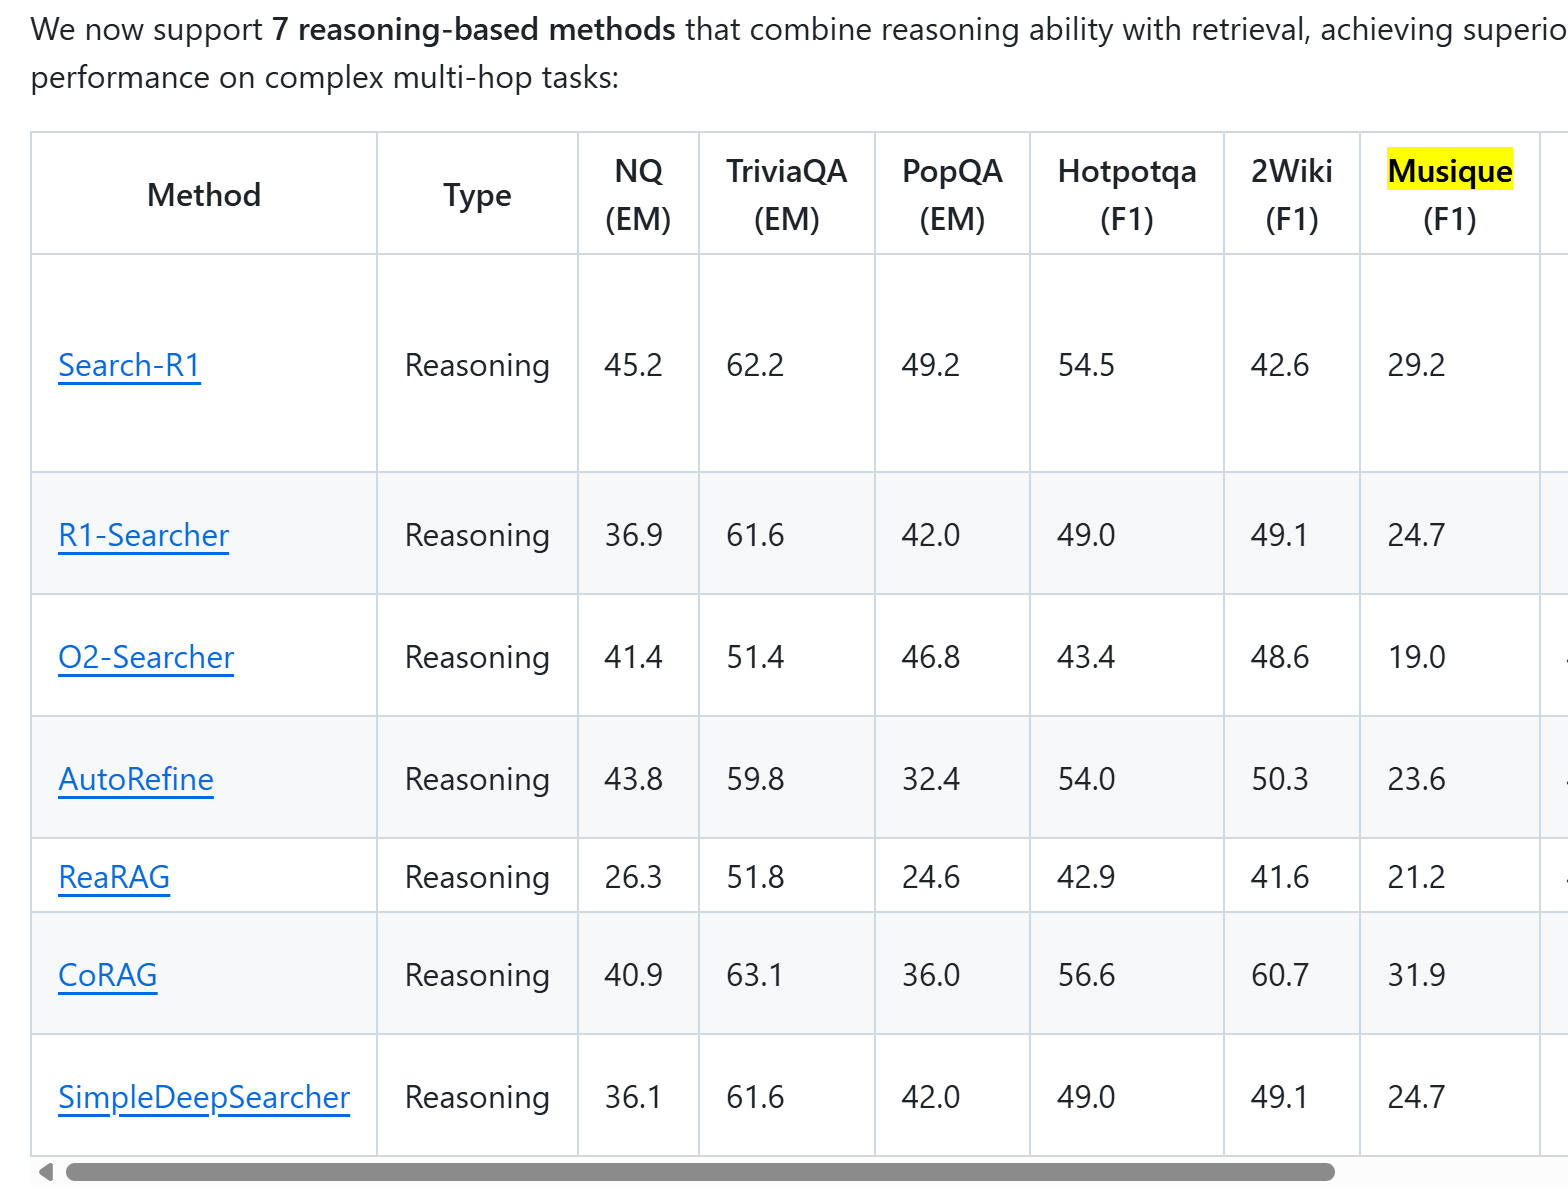 We now support 7 reasoning-based methods that combine reasoning ability with retrieval, achieving superio
performance on complex multi-hop tasks:
Method Type NQ (EM) TriviaQA (EM) PopQA (EM) Hotpotqa (F1) 2Wiki (F1) Musique (F1)
Search-R1 Reasoning 45.2 62.2 49.2 54.5 42.6 29.2
R1-Searcher Reasoning 36.9 61.6 42.0 49.0 49.1 24.7
O2-Searcher Reasoning 41.4 51.4 46.8 43.4 48.6 19.0
AutoRefine Reasoning 43.8 59.8 32.4 54.0 50.3 23.6
ReaRAG Reasoning 26.3 51.8 24.6 42.9 41.6 21.2
CoRAG Reasoning 40.9 63.1 36.0 56.6 60.7 31.9
SimpleDeepSearcher Reasoning 36.1 61.6 42.0 49.0 49.1 24.7